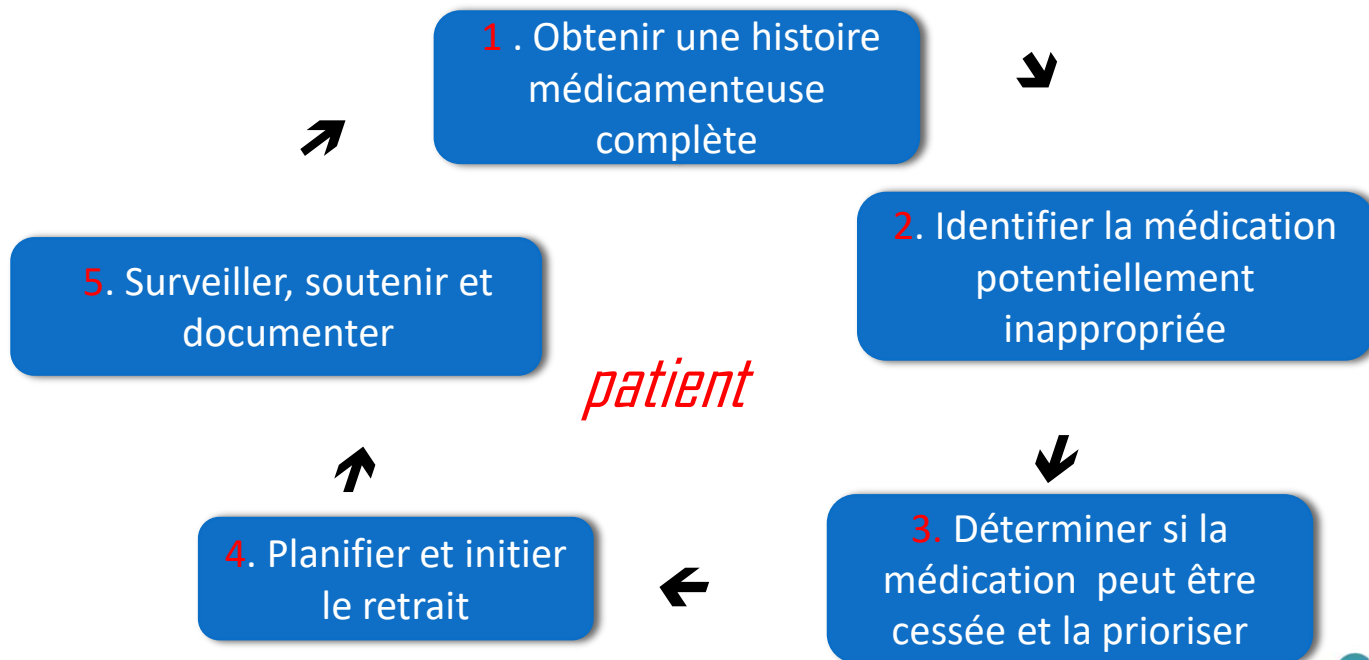 1 . Obtenir une histoire
médicamenteuse
complète
2. Identifier la médication
potentiellement
inappropriée
3. Déterminer si la
médication peut être
cessée et la prioriser
4. Planifier et initier
le retrait
5. Surveiller, soutenir et
documenter
patient